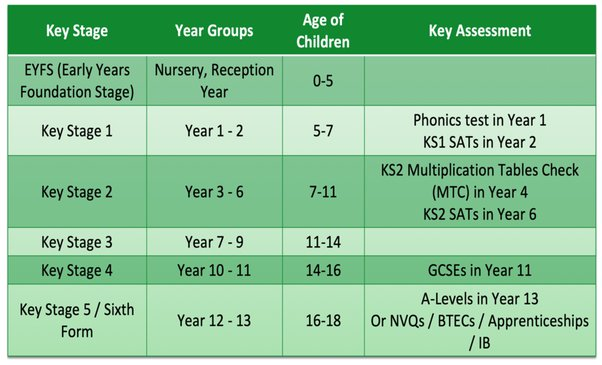 Key Stage Year Groups Age of Children Key Assessment
EYFS (Early Years Foundation Stage) Nursery, Reception Year 0-5
Key Stage 1 Year 1 - 2 5-7 Phonics test in Year 1
KS1 SATs in Year 2
Key Stage 2 Year 3 - 6 7-11 KS2 Multiplication Tables Check
(MTC) in Year 4
KS2 SATs in Year 6
Key Stage 3 Year 7 - 9 11-14
Key Stage 4 Year 10 - 11 14-16 GCSEs in Year 11
Key Stage 5 / Sixth Form Year 12 - 13 16-18 A-Levels in Year 13
Or NVQs / BTECs / Apprenticeships
/ IB